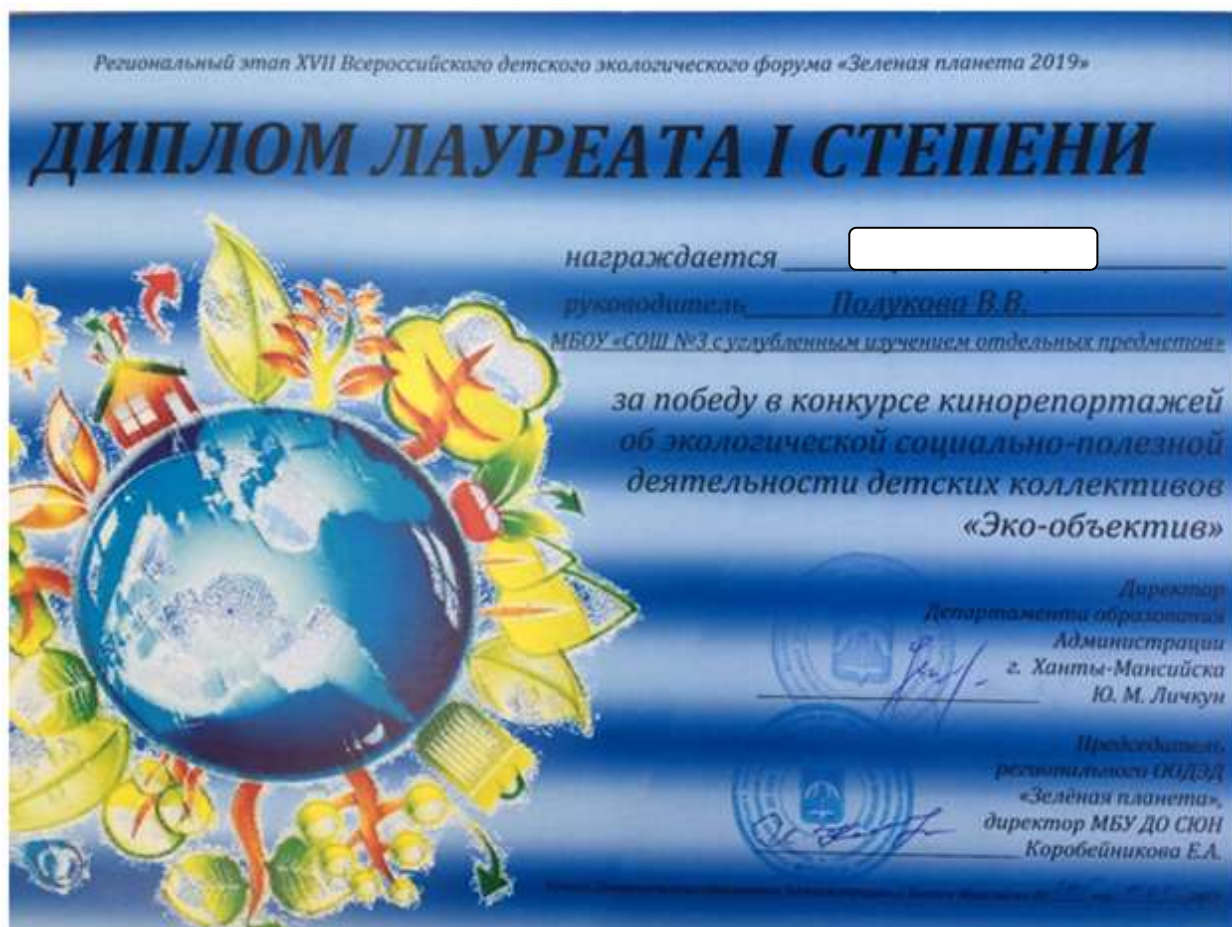 Региональный этап XVII Всероссийского детского экологического форума «Зеленая планета 2019»
ДИПЛОМ ЛАУРЕАТА I СТЕПЕНИ
награждается
руководитель Полукова В.В.
МБОУ «СОШ №3 с углубленным изучением отдельных предметов»
за победу в конкурсе кинорепортажей
об экологической социально-полезной
деятельности детских коллективов
«Эко-объектив»
Директор
Департамента образования
Администрации
г. Ханты-Мансийска
Ю. М. Личкун
Председатель
регионального ООДЭД
«Зелёная планета»,
директор МБУ ДО СЮН
Коробейникова Е.А.